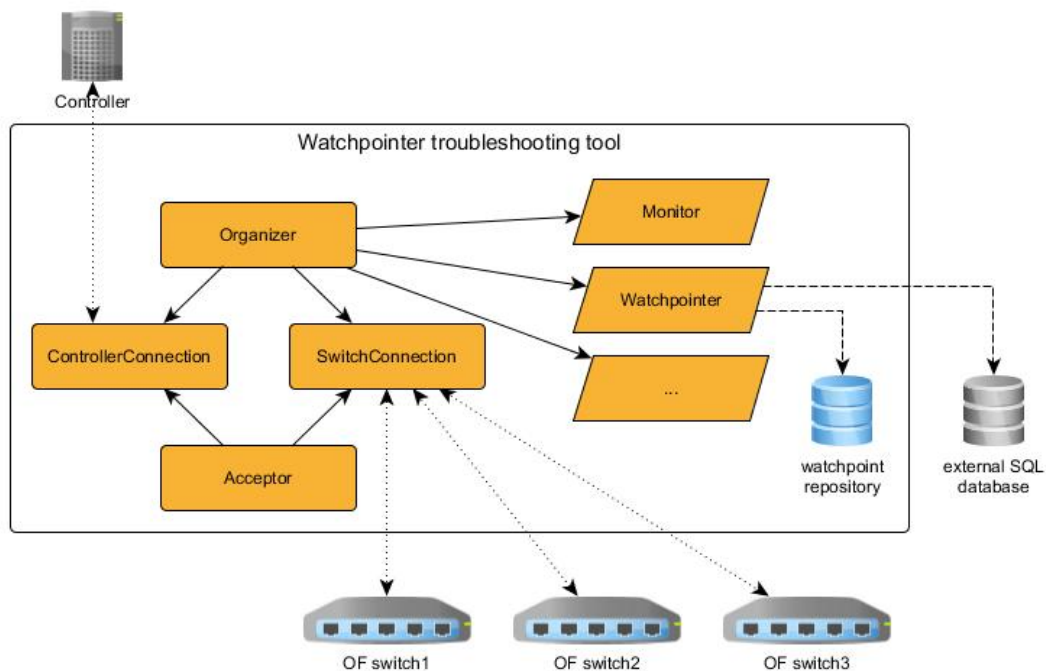 Controller
Watchpointer troubleshooting tool
Organizer
Monitor
Watchpointer
ControllerConnection
SwitchConnection
...
Acceptor
watchpoint
repository
external SQL
database
OF switch1
OF switch2
OF switch3